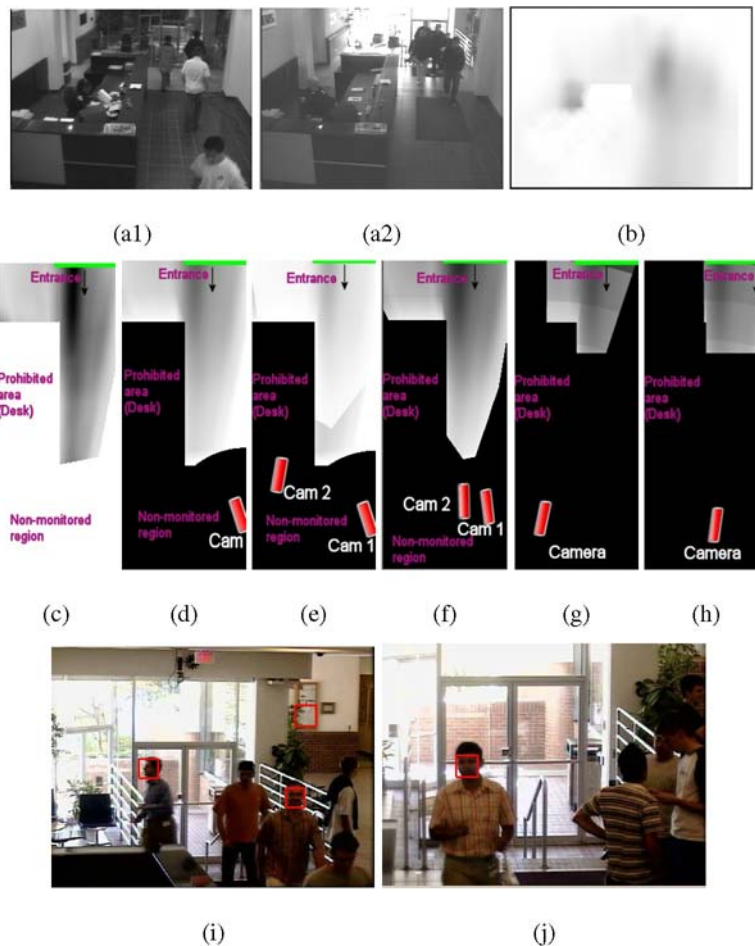 (a1) (a2) (b)
Entrance Entrance Entrance Entrance Entrance Entrance
Prohibited area (Desk) Prohibited area (Desk) Prohibited area (Desk) Prohibited area (Desk) Prohibited area (Desk) Prohibited area (Desk)
Cam 2
Cam 2
Non-monitored region
Non-monitored region
Cam
Non-monitored region
Cam 1
Cam 1
Non-monitored region
Camera
Camera
(c) (d) (e) (f) (g) (h)
(i) (j)